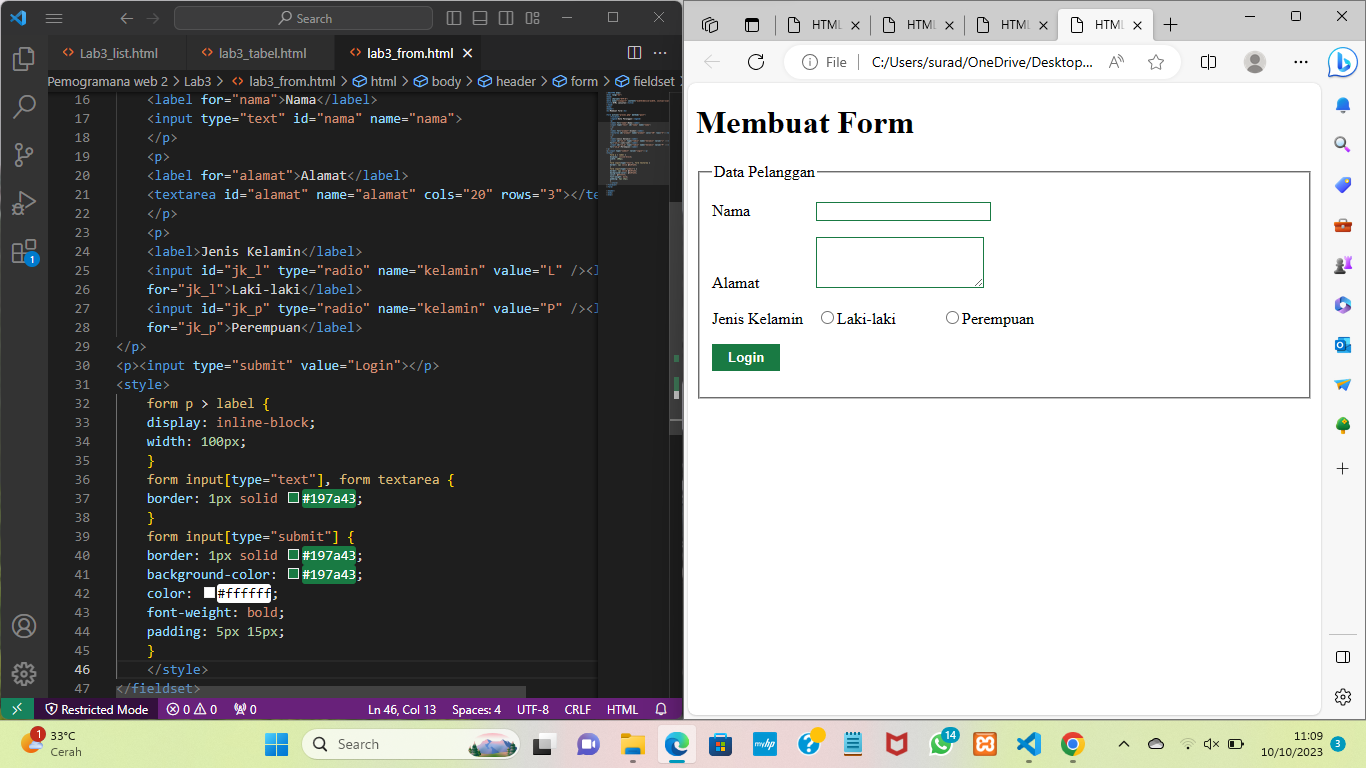 Search
Lab3_list.html
lab3_tabel.html
lab3_from.html
Pemogramana web 2 > Lab3 > lab3_from.html > html > body > header > form > fieldset
16 <label for="nama">Nama</label>
17 <input type="text" id="nama" name="nama">
18 </p>
19 <p>
20 <label for="alamat">Alamat</label>
21 <textarea id="alamat" name="alamat" cols="20" rows="3"></te
22 </p>
23 <p>
24 <label>Jenis Kelamin</label>
25 <input id="jk_l" type="radio" name="kelamin" value="L" /><l
26 for="jk_l">Laki-laki</label>
27 <input id="jk_p" type="radio" name="kelamin" value="P" /><l
28 for="jk_p">Perempuan</label>
29 </p>
30 <p><input type="submit" value="Login"></p>
31 <style>
32 form p > label {
33 display: inline-block;
34 width: 100px;
35 }
36 form input[type="text"], form textarea {
37 border: 1px solid #197a43;
38 }
39 form input[type="submit"] {
40 border: 1px solid #197a43;
41 background-color: #197a43;
42 color: #ffffff;
43 font-weight: bold;
44 padding: 5px 15px;
45 }
46 </style>
47 </fieldset>
1
Restricted Mode 0 0 0 Ln 46, Col 13 Spaces: 4 UTF-8 CRLF HTML
HTML HTML HTML HTML
File C:/Users/surad/OneDrive/Desktop...
Membuat Form
Data Pelanggan
Nama
Alamat
Jenis Kelamin Laki-laki Perempuan
Login
1
33°C
Cerah
Search
myhp
14
11:09
10/10/2023
3